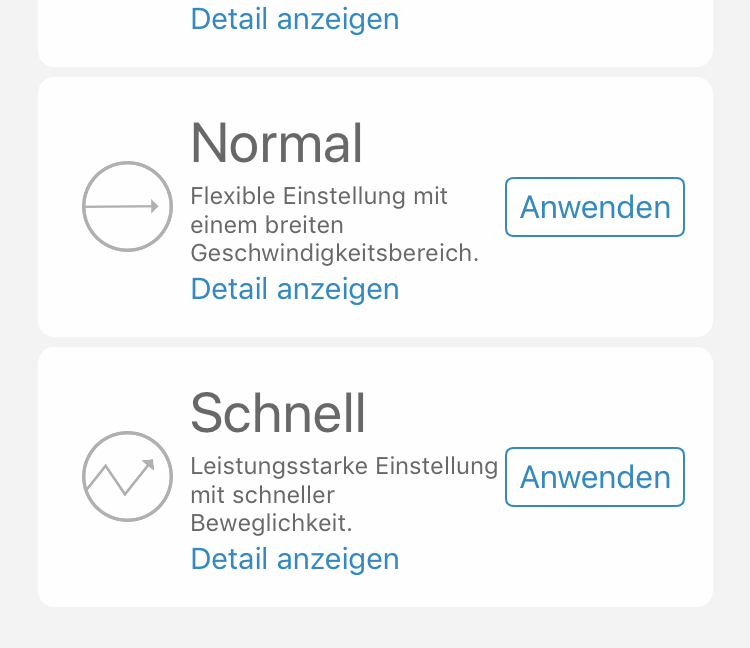 Detail anzeigen
Normal
Flexible Einstellung mit
einem breiten
Geschwindigkeitsbereich.
Detail anzeigen
Anwenden
Schnell
Leistungsstarke Einstellung
mit schneller
Beweglichkeit.
Detail anzeigen
Anwenden